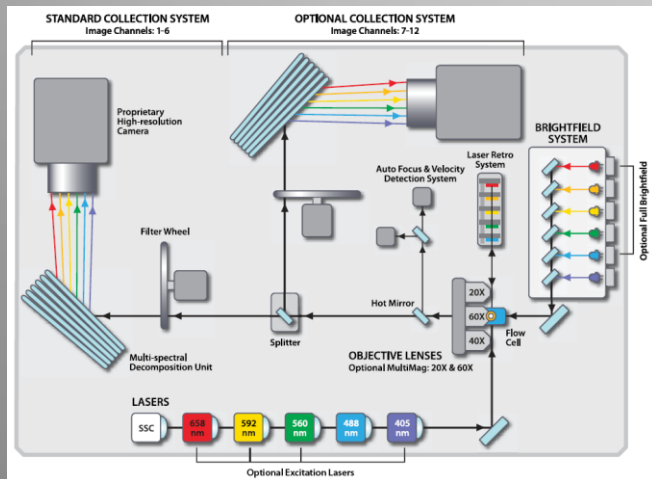 STANDARD COLLECTION SYSTEM
Image Channels: 1-6
OPTIONAL COLLECTION SYSTEM
Image Channels: 7-12
Proprietary
High-resolution
Camera
BRIGHTFIELD
SYSTEM
Laser Retro
System
Auto Focus & Velocity
Detection System
Optional Full Brightfield
Filter Wheel
Hot Mirror
20X
60X
40X
Flow
Cell
Splitter
Multi-spectral
Decomposition Unit
OBJECTIVE LENSES
Optional MultiMag: 20X & 60X
LASERS
SSC
658
nm
592
nm
560
nm
488
nm
405
nm
Optional Excitation Lasers